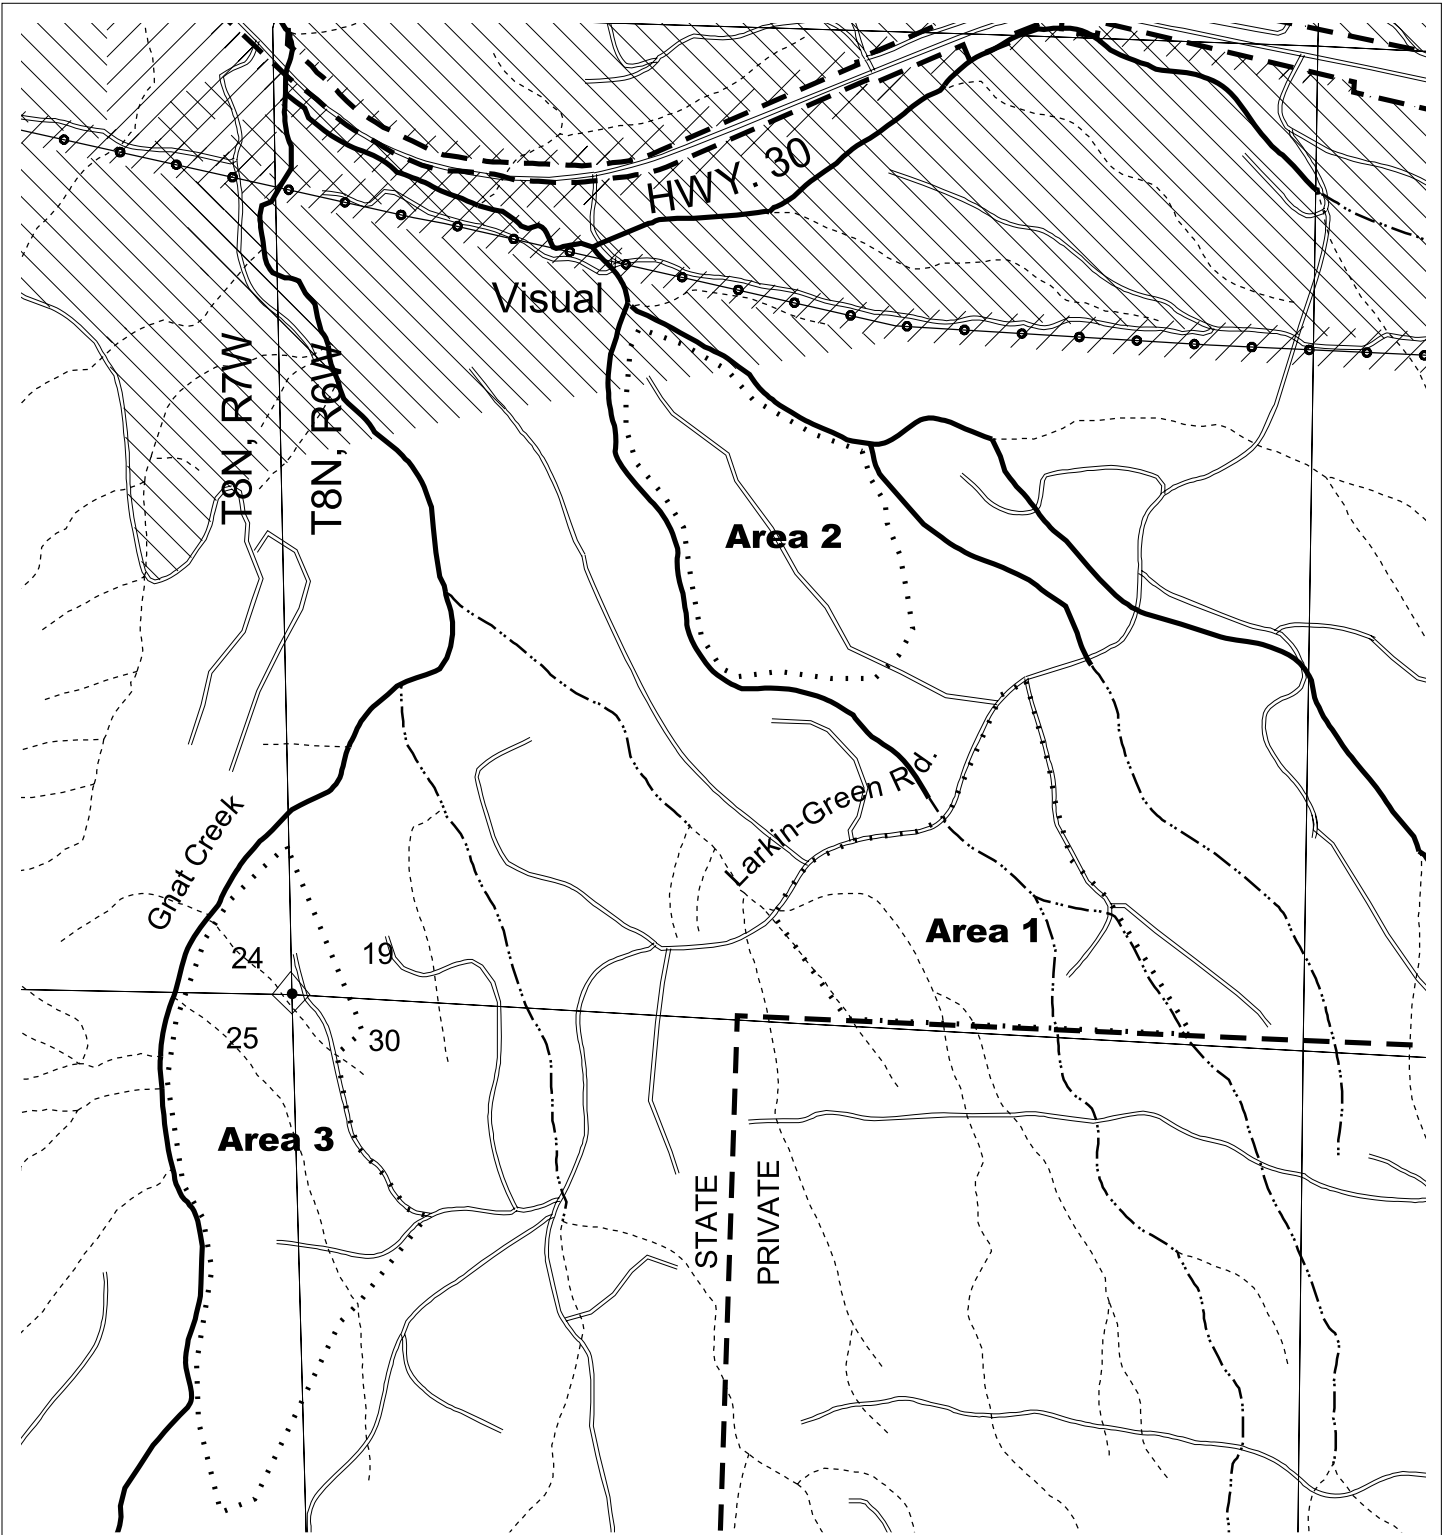 HWY. 30
Visual
T8N, R7W
T8N, R6W
Area 2
Larkin-Green Rd.
Gnat Creek
Area 1
24
19
25
30
Area 3
STATE
PRIVATE